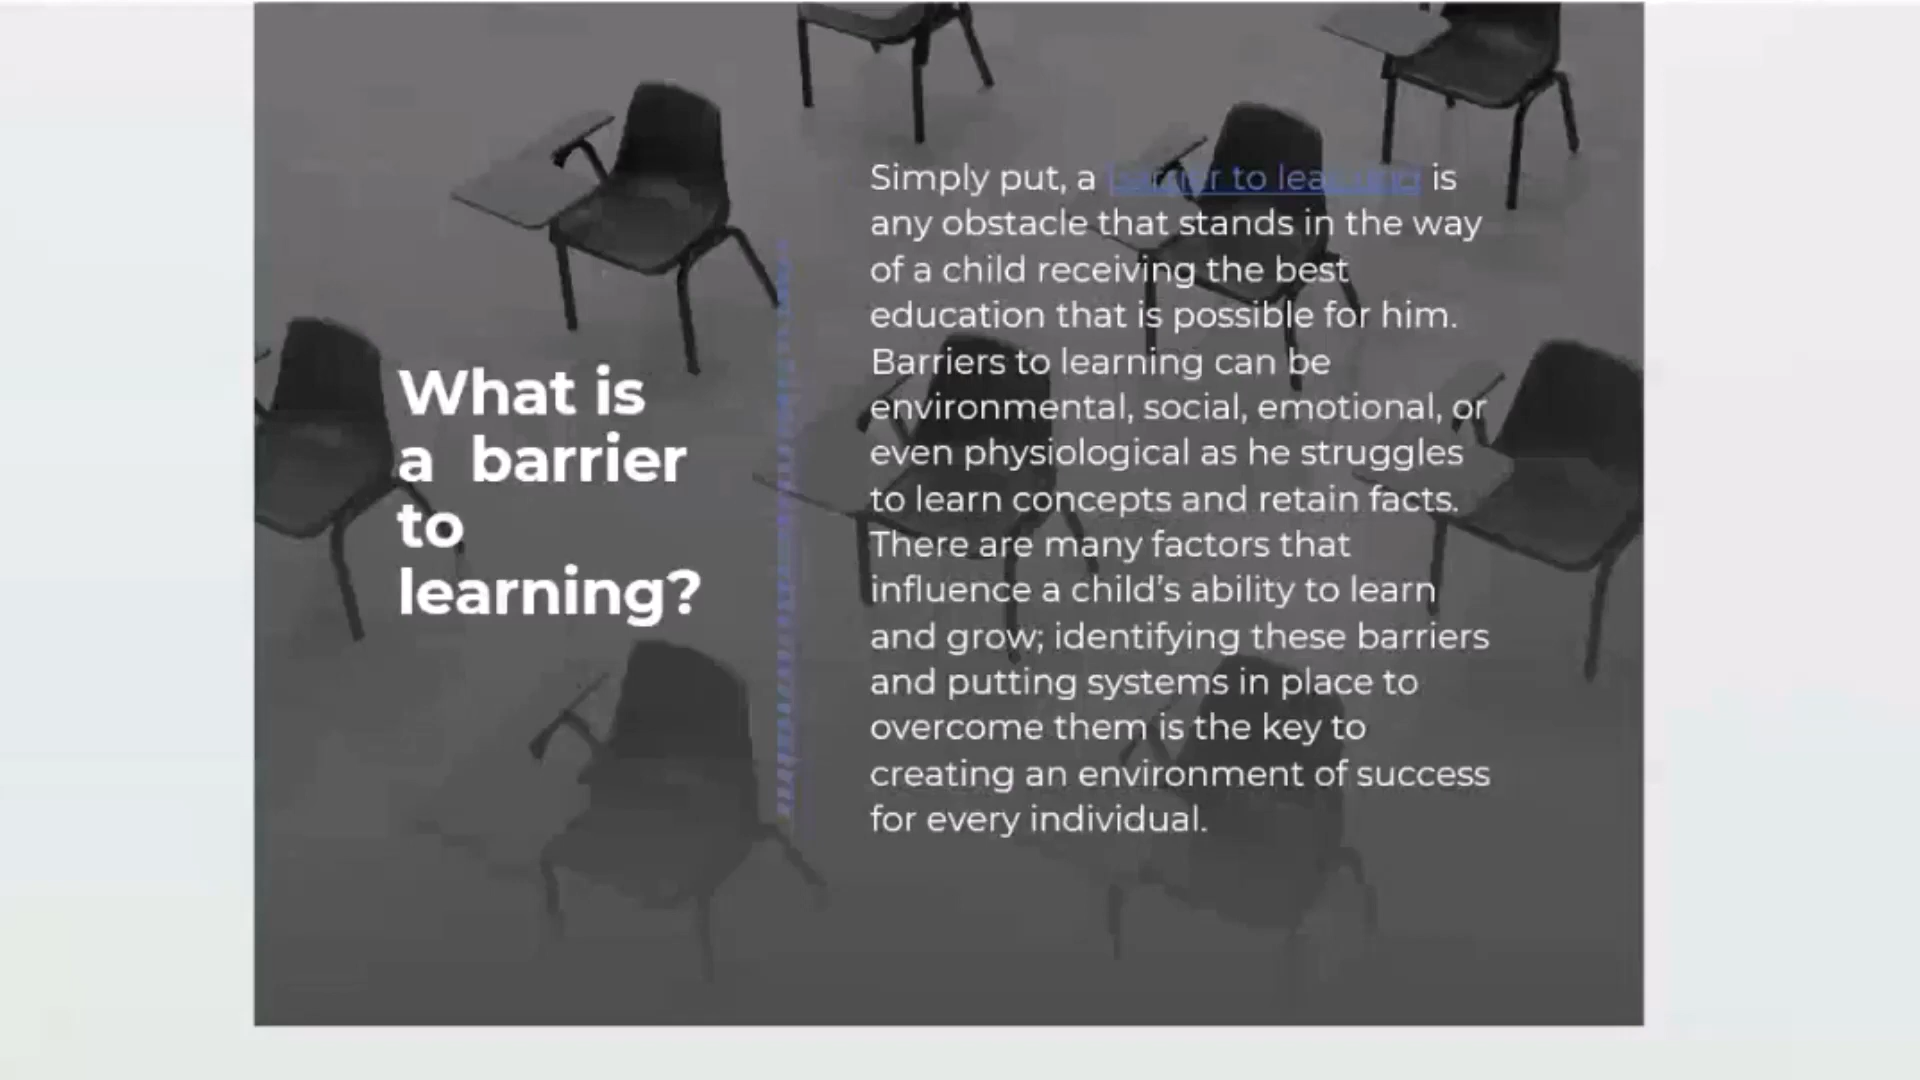 What is
a barrier
to
learning?
Simply put, a barrier to learning is
any obstacle that stands in the way
of a child receiving the best
education that is possible for him.
Barriers to learning can be
environmental, social, emotional, or
even physiological as he struggles
to learn concepts and retain facts.
There are many factors that
influence a child’s ability to learn
and grow; identifying these barriers
and putting systems in place to
overcome them is the key to
creating an environment of success
for every individual.